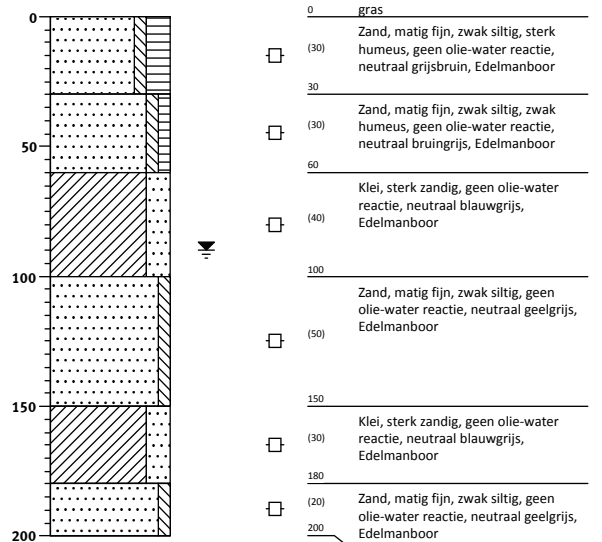 0
50
100
150
200
0 gras
(30) Zand, matig fijn, zwak siltig, sterk
humeus, geen olie-water reactie,
neutraal grijsbruin, Edelmanboor
30
(30) Zand, matig fijn, zwak siltig, zwak
humeus, geen olie-water reactie,
neutraal bruingrijs, Edelmanboor
60
(40) Klei, sterk zandig, geen olie-water
reactie, neutraal blauwgrijs,
Edelmanboor
100
(50) Zand, matig fijn, zwak siltig, geen
olie-water reactie, neutraal geelgrijs,
Edelmanboor
150
(30) Klei, sterk zandig, geen olie-water
reactie, neutraal blauwgrijs,
Edelmanboor
180
(20) Zand, matig fijn, zwak siltig, geen
olie-water reactie, neutraal geelgrijs,
200 Edelmanboor